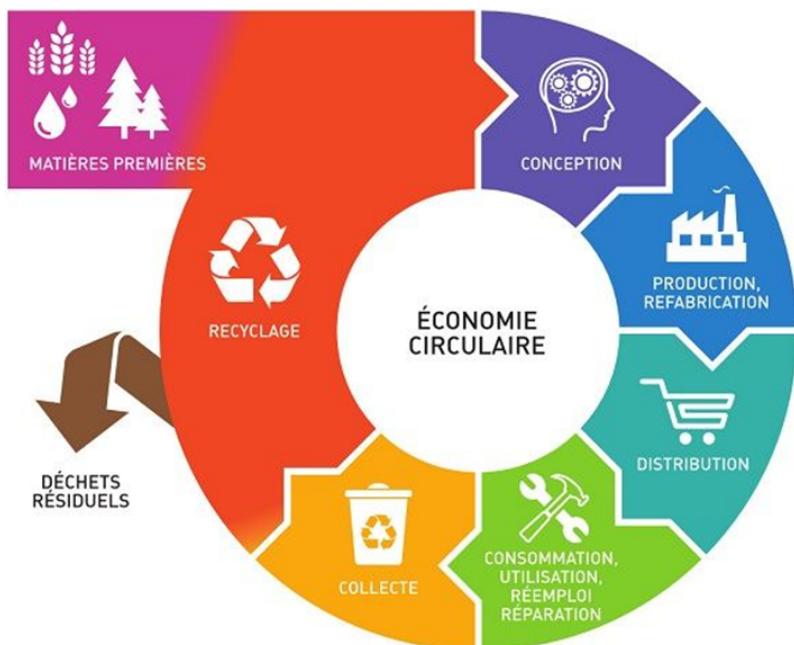 MATIÈRES PREMIÈRES
CONCEPTION
PRODUCTION,
REFABRICATION
RECYCLAGE
ÉCONOMIE
CIRCULAIRE
DISTRIBUTION
DÉCHETS
RÉSIDUELS
CONSOMMATION,
UTILISATION,
RÉEMPLOI
RÉPARATION
COLLECTE